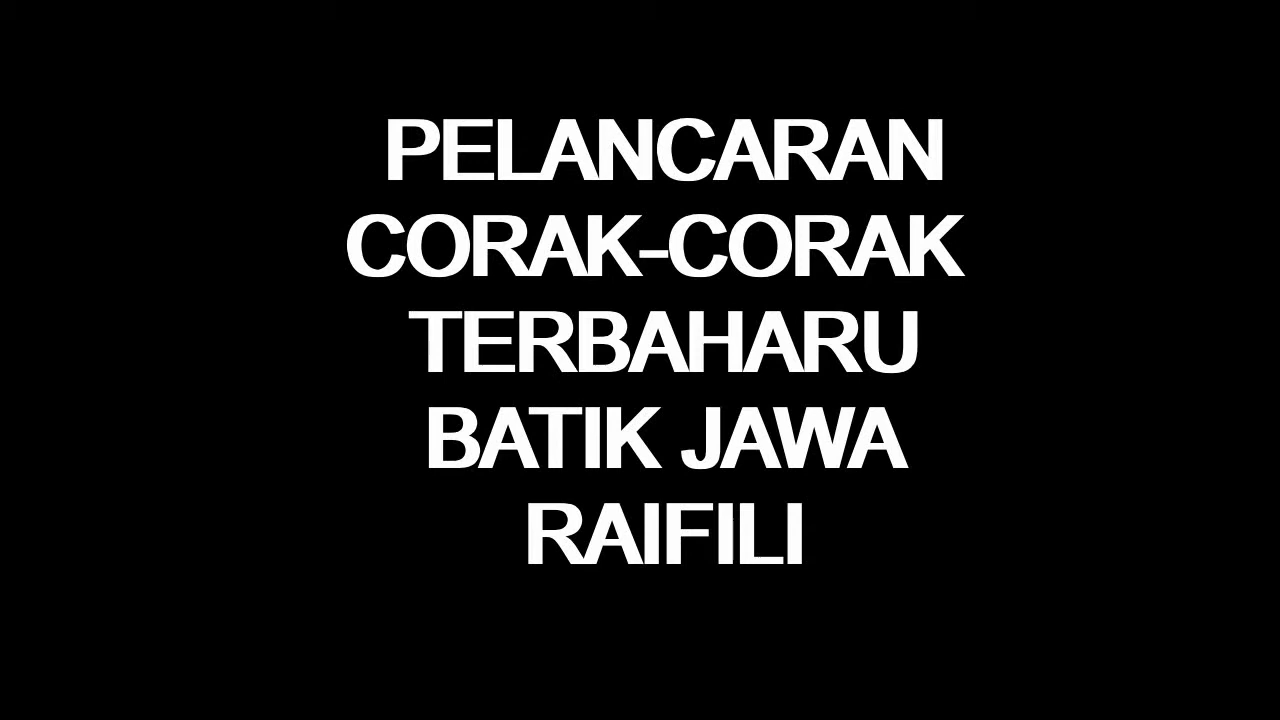 PELANCARAN
CORAK-CORAK
TERBAHARU
BATIK JAWA
RAIFILI